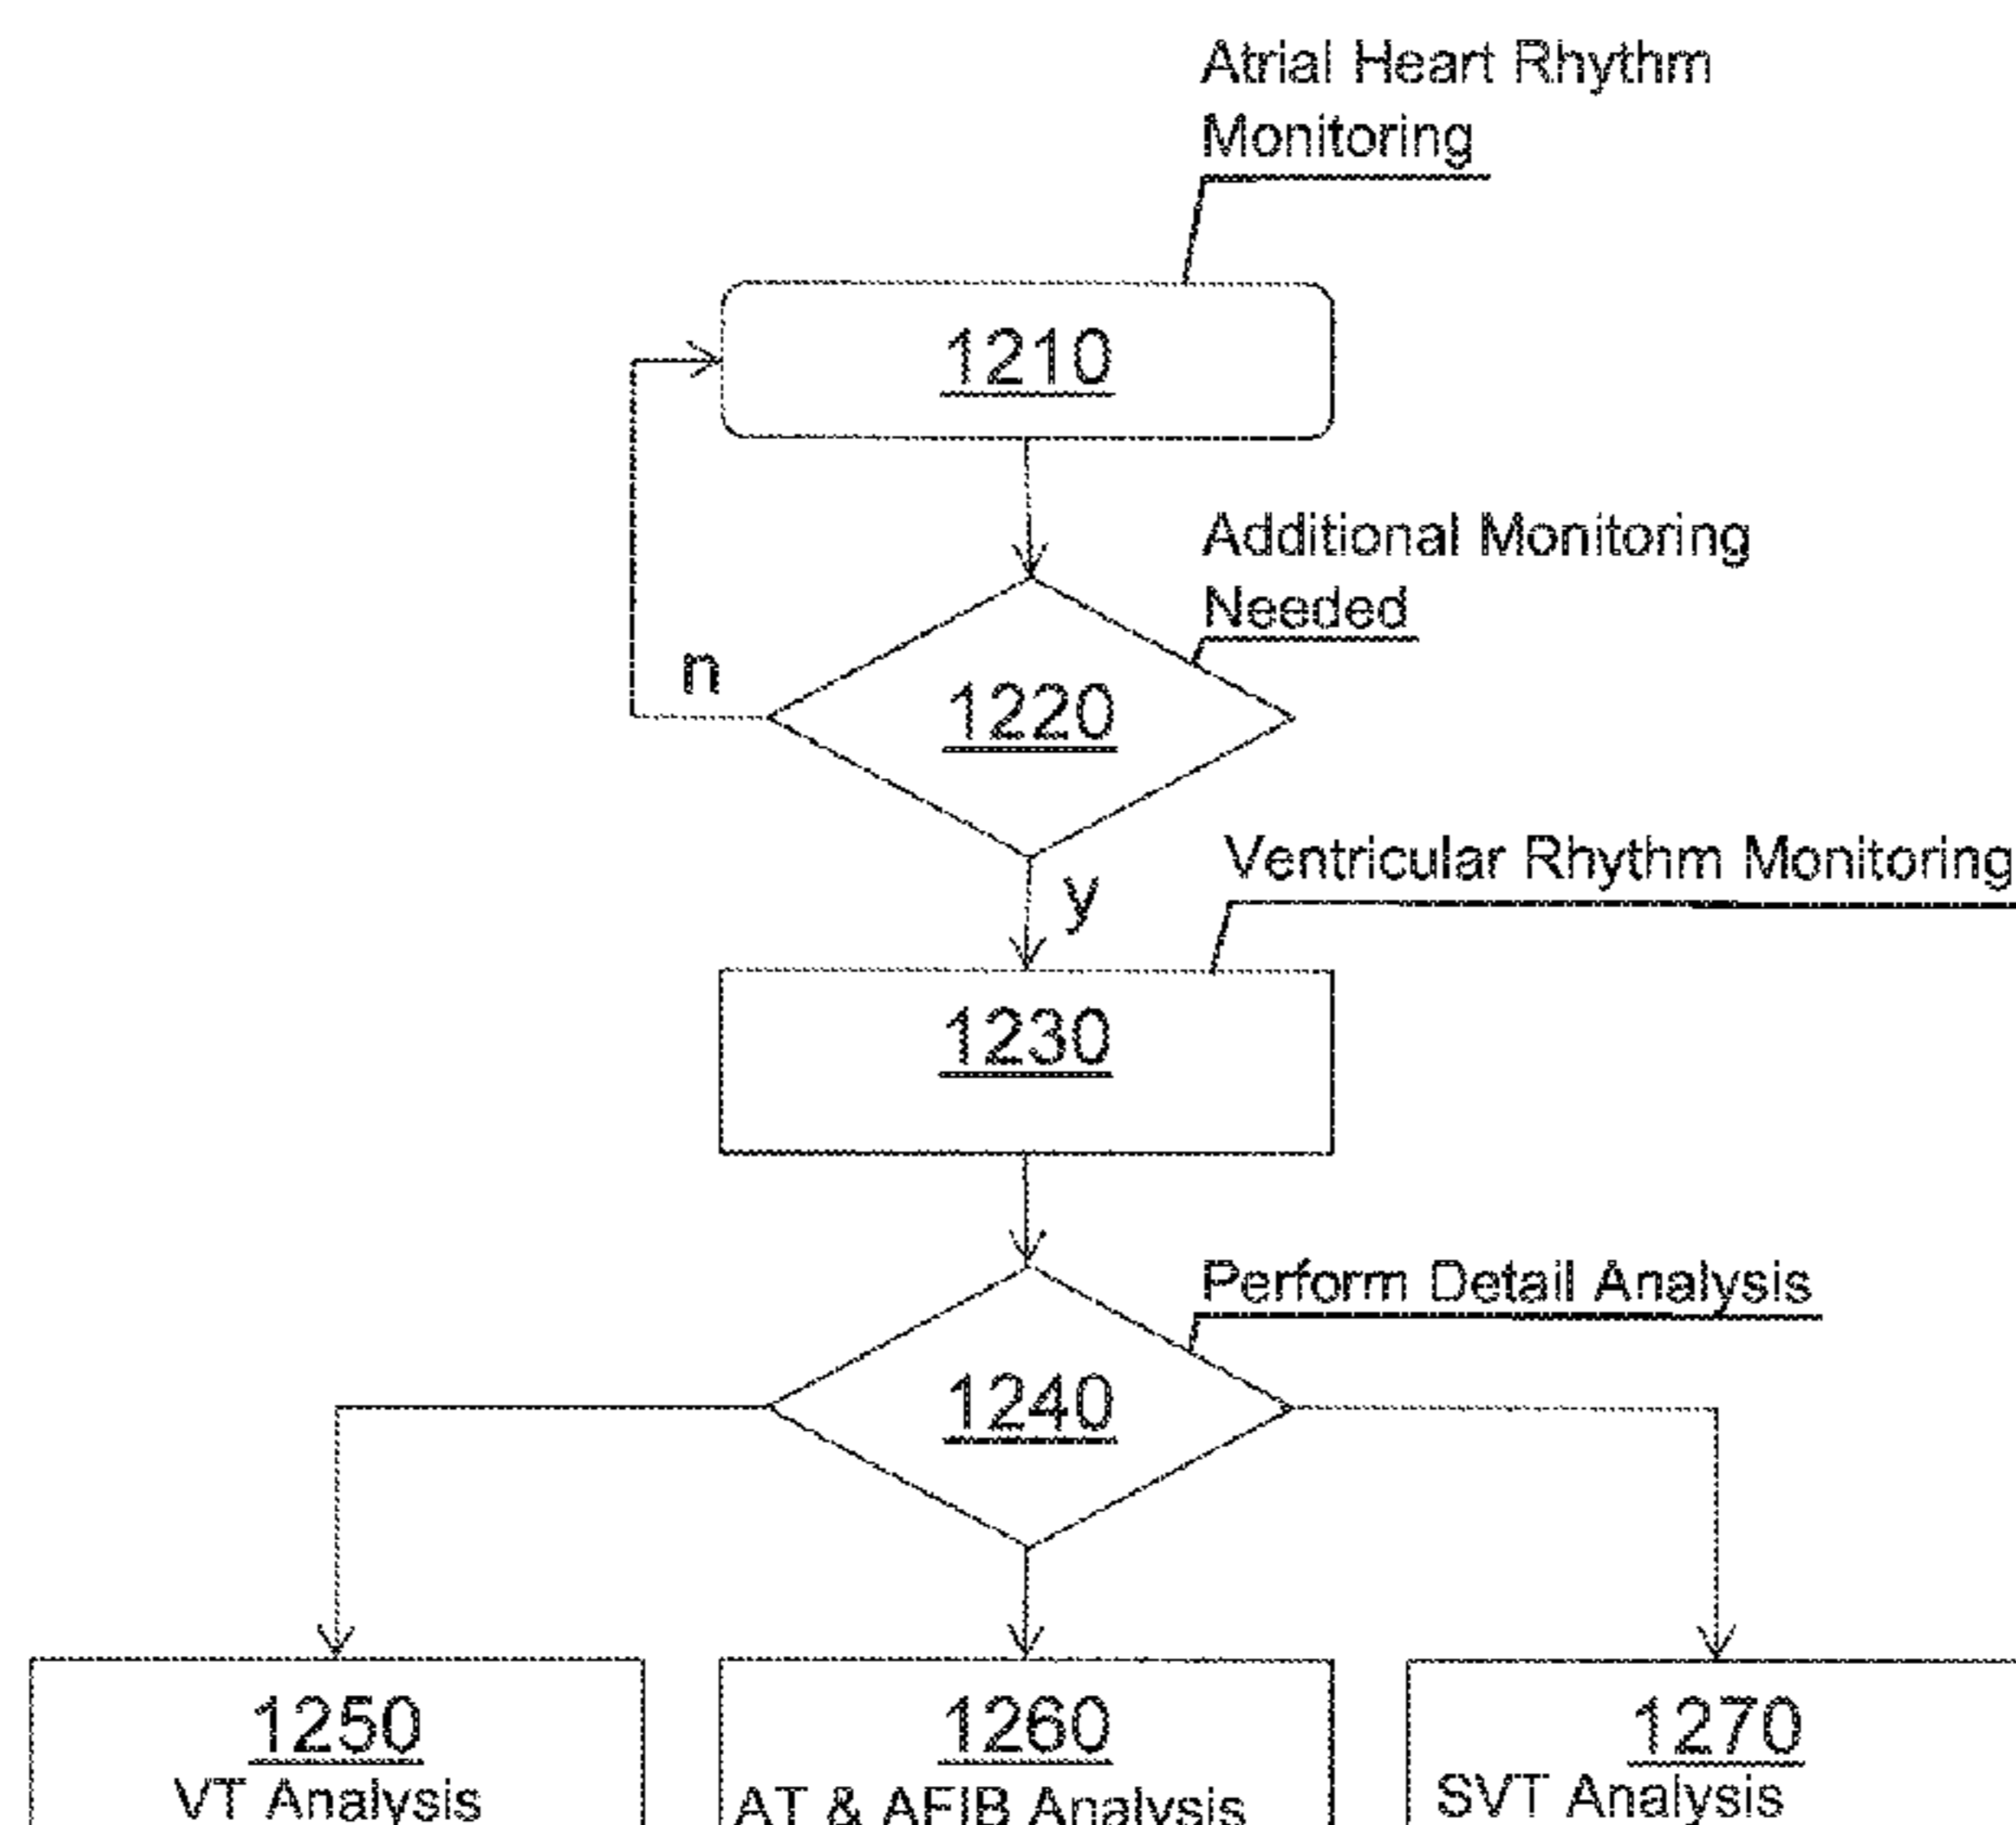 Atrial Heart Rhythm
Monitoring
1210
Additional Monitoring
Needed
n
1220
Ventricular Rhythm Monitoring
y
1230
Perform Detail Analysis
1240
1250
VT Analysis
1260
AT & AFIB Analysis
1270
SVT Analysis